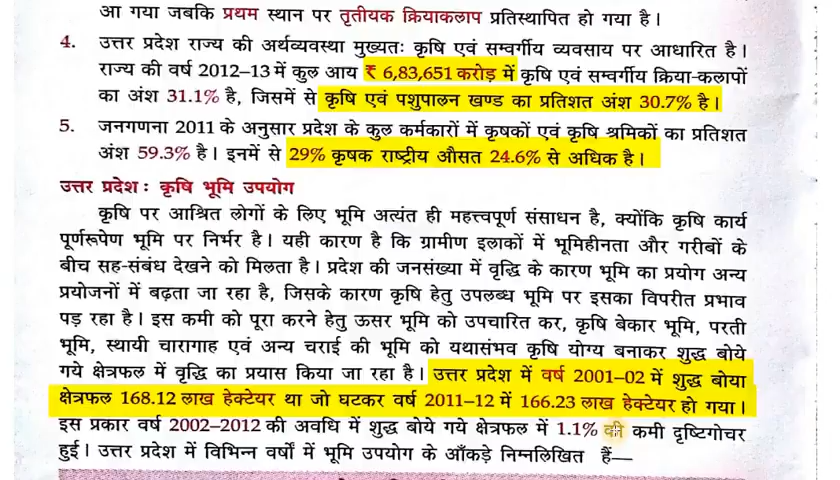 आ गया जबकि प्रथम स्थान पर तृतीयक क्रियाकलाप प्रतिस्थापित हो गया है।
4. उत्तर प्रदेश राज्य की अर्थव्यवस्था मुख्यतः कृषि एवं सम्वर्गीय व्यवसाय पर आधारित है।
राज्य की वर्ष 2012–13 में कुल आय ₹ 6,83,651 करोड़ में कृषि एवं सम्वर्गीय क्रिया-कलापों
का अंश 31.1% है, जिसमें से कृषि एवं पशुपालन खण्ड का प्रतिशत अंश 30.7% है।
5. जनगणना 2011 के अनुसार प्रदेश के कुल कर्मकारों में कृषकों एवं कृषि श्रमिकों का प्रतिशत
अंश 59.3% है। इनमें से 29% कृषक राष्ट्रीय औसत 24.6% से अधिक है।
उत्तर प्रदेश : कृषि भूमि उपयोग
कृषि पर आश्रित लोगों के लिए भूमि अत्यंत ही महत्त्वपूर्ण संसाधन है, क्योंकि कृषि कार्य
पूर्णरूपेण भूमि पर निर्भर है। यही कारण है कि ग्रामीण इलाकों में भूमिहीनता और गरीबों के
बीच सह-संबंध देखने को मिलता है। प्रदेश की जनसंख्या में वृद्धि के कारण भूमि का प्रयोग अन्य
प्रयोजनों में बढ़ता जा रहा है, जिसके कारण कृषि हेतु उपलब्ध भूमि पर इसका विपरीत प्रभाव
पड़ रहा है। इस कमी को पूरा करने हेतु ऊसर भूमि को उपचारित कर, कृषि बेकार भूमि, परती
भूमि, स्थायी चारागाह एवं अन्य चराई की भूमि को यथासंभव कृषि योग्य बनाकर शुद्ध बोये
गये क्षेत्रफल में वृद्धि का प्रयास किया जा रहा है। उत्तर प्रदेश में वर्ष 2001–02 में शुद्ध बोया
क्षेत्रफल 168.12 लाख हेक्टेयर था जो घटकर वर्ष 2011–12 में 166.23 लाख हेक्टेयर हो गया।
इस प्रकार वर्ष 2002–2012 की अवधि में शुद्ध बोये गये क्षेत्रफल में 1.1% की कमी दृष्टिगोचर
हुई। उत्तर प्रदेश में विभिन्न वर्षों में भूमि उपयोग के आँकड़े निम्नलिखित हैं—